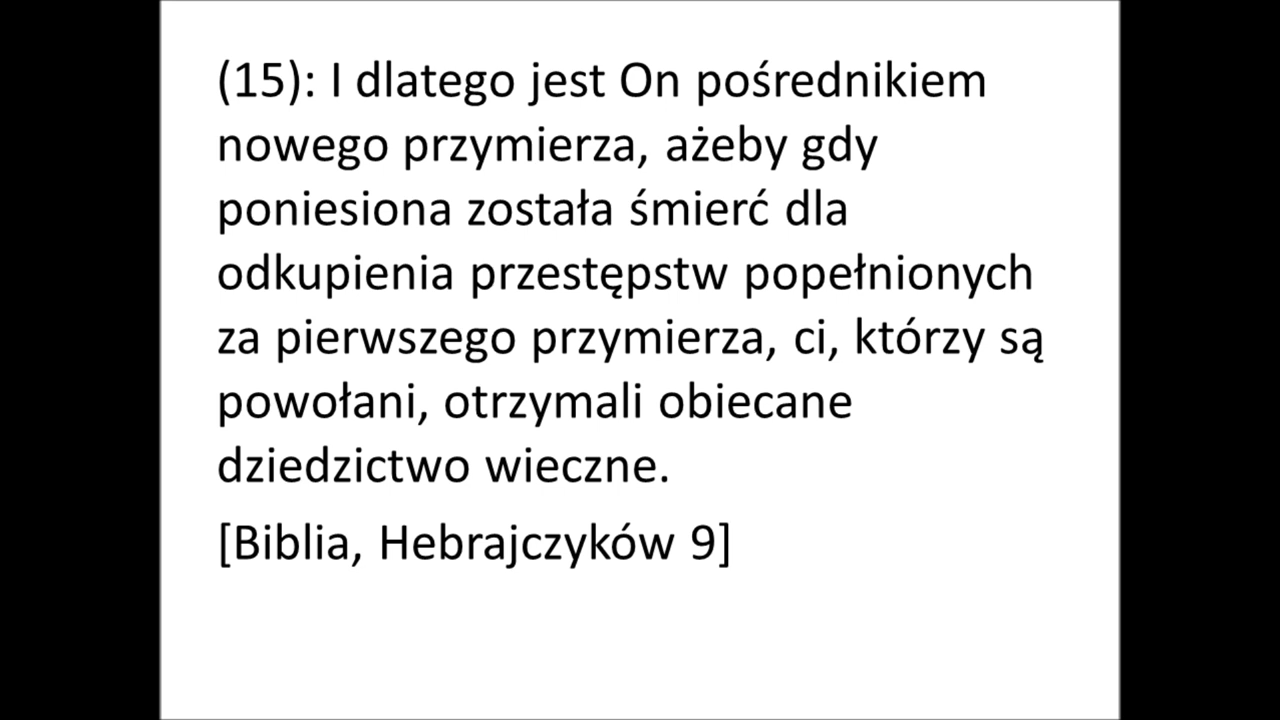 (15): I dlatego jest On pośrednikiem
nowego przymierza, ażeby gdy
poniesiona została śmierć dla
odkupienia przestępstw popełnionych
za pierwszego przymierza, ci, którzy są
powołani, otrzymali obiecane
dziedzictwo wieczne.
[Biblia, Hebrajczyków 9]